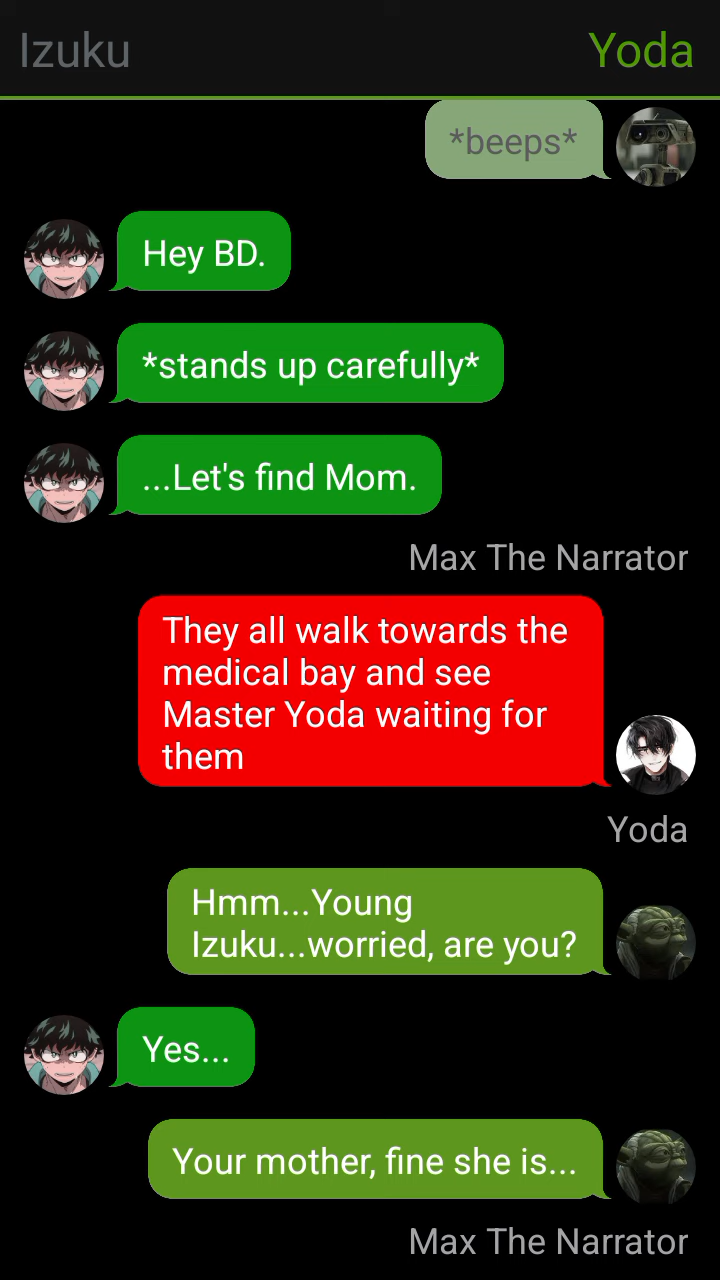 Izuku
Yoda
*beeps*
Hey BD.
*stands up carefully*
...Let's find Mom.
Max The Narrator
They all walk towards the
medical bay and see
Master Yoda waiting for
them
Yoda
Hmm...Young
Izuku...worried, are you?
Yes...
Your mother, fine she is...
Max The Narrator